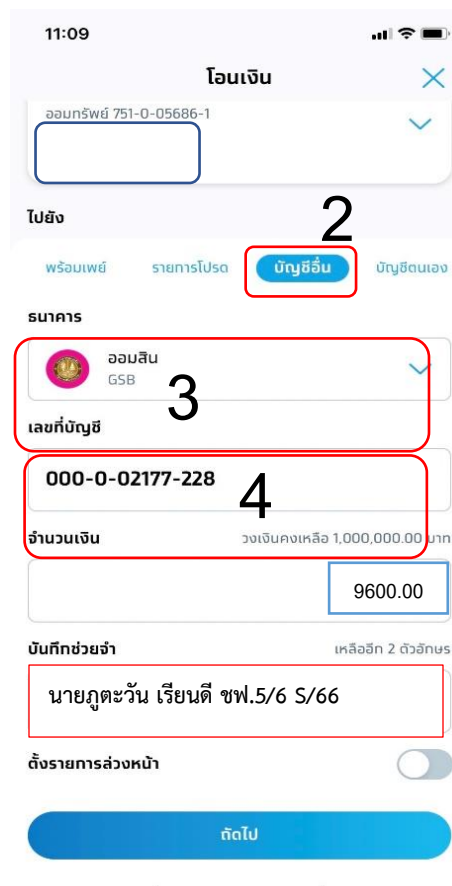 11:09
โอนเงิน
ออมทรัพย์ 751-0-05686-1
ไปยัง
2
พร้อมเพย์ รายการโปรด บัญชีอื่น บัญชีตนเอง
ธนาคาร
ออมสิน
GSB
3
เลขที่บัญชี
000-0-02177-228
4
จำนวนเงิน วงเงินคงเหลือ 1,000,000.00 บาท
9600.00
บันทึกช่วยจำ เหลืออีก 2 ตัวอักษร
นายภูตะวัน เรียนดี ชฟ.5/6 S/66
ตั้งรายการล่วงหน้า
ถัดไป